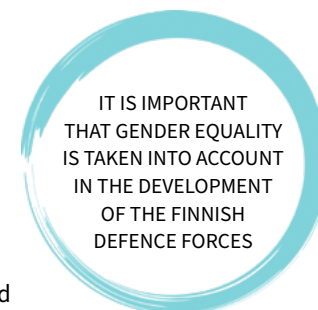 IT IS IMPORTANT
THAT GENDER EQUALITY
IS TAKEN INTO ACCOUNT
IN THE DEVELOPMENT
OF THE FINNISH
DEFENCE FORCES
d